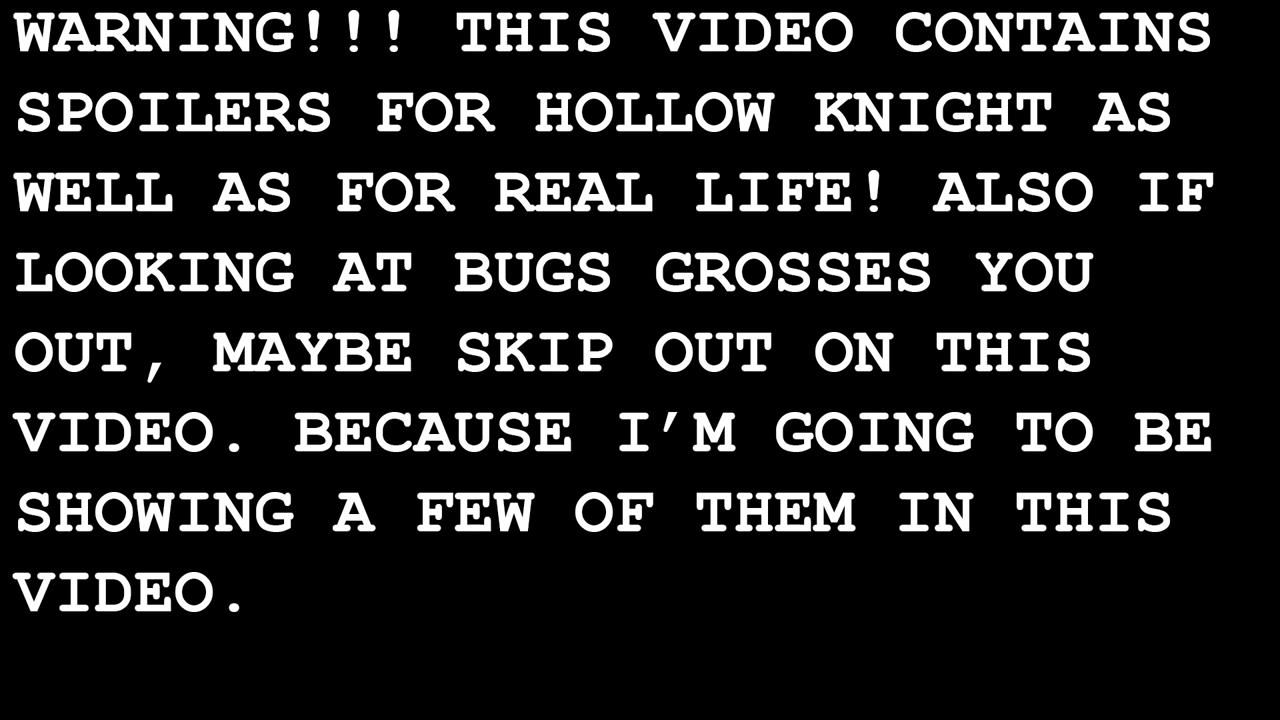 WARNING!!! THIS VIDEO CONTAINS
SPOILERS FOR HOLLOW KNIGHT AS
WELL AS FOR REAL LIFE! ALSO IF
LOOKING AT BUGS GROSSES YOU
OUT, MAYBE SKIP OUT ON THIS
VIDEO. BECAUSE I’M GOING TO BE
SHOWING A FEW OF THEM IN THIS
VIDEO.